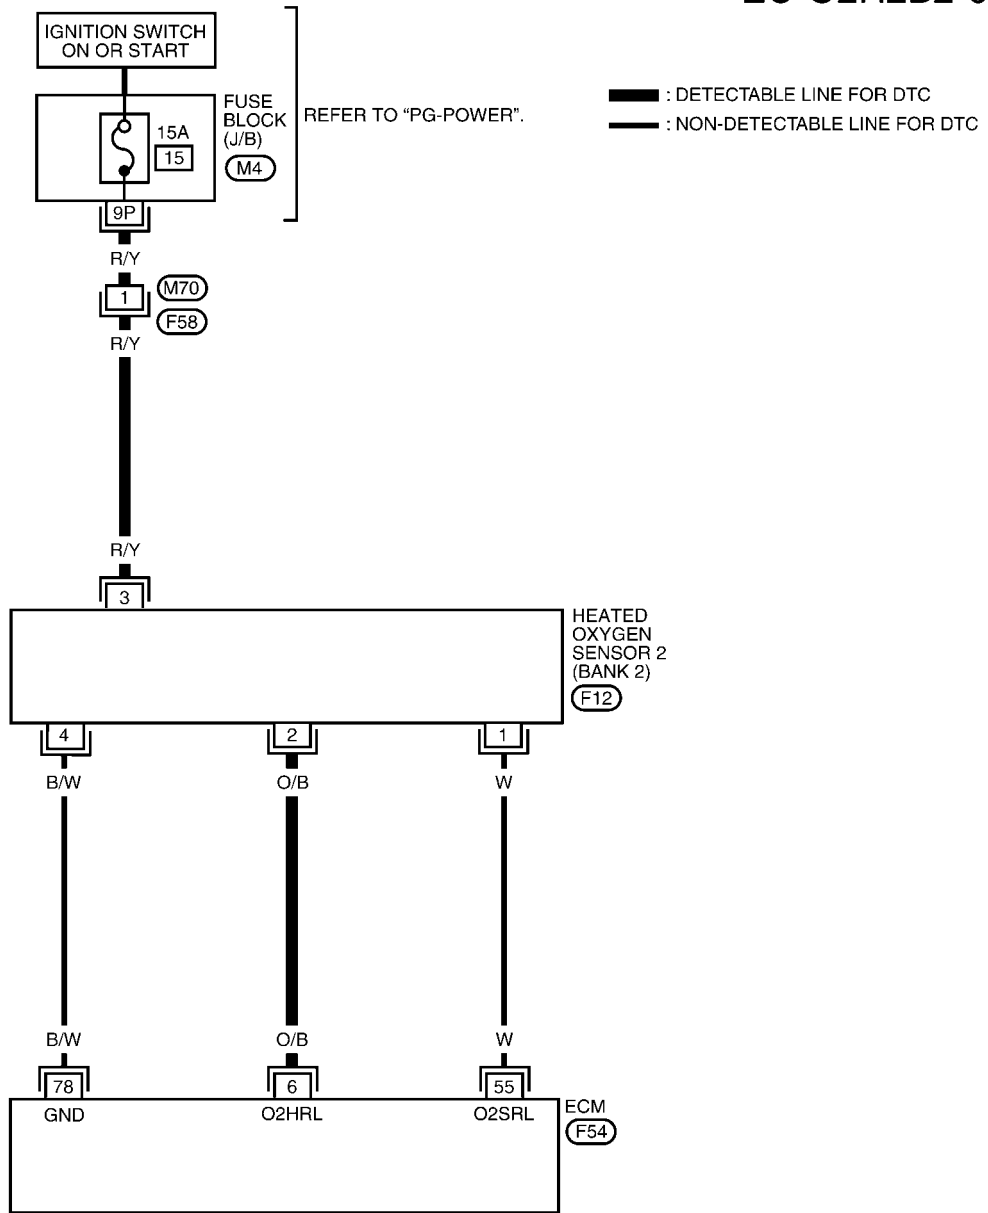 IGNITION SWITCH
ON OR START
FUSE
BLOCK
(J/B)
M4
15A
15
REFER TO “PG-POWER”.
: DETECTABLE LINE FOR DTC
: NON-DETECTABLE LINE FOR DTC
9P
R/Y
1
M70
F58
R/Y
R/Y
3
HEATED
OXYGEN
SENSOR 2
(BANK 2)
F12
4 2 1
B/W O/B W
B/W O/B W
78 6 55
GND O2HRL O2SRL
ECM
F54